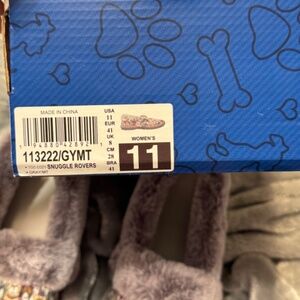 MADE IN CHINA
USA
11
EUR
41
UK
8
CM
28
BRA
41
WOMEN'S
11
113222/GYMT
SNUGGLE ROVERS